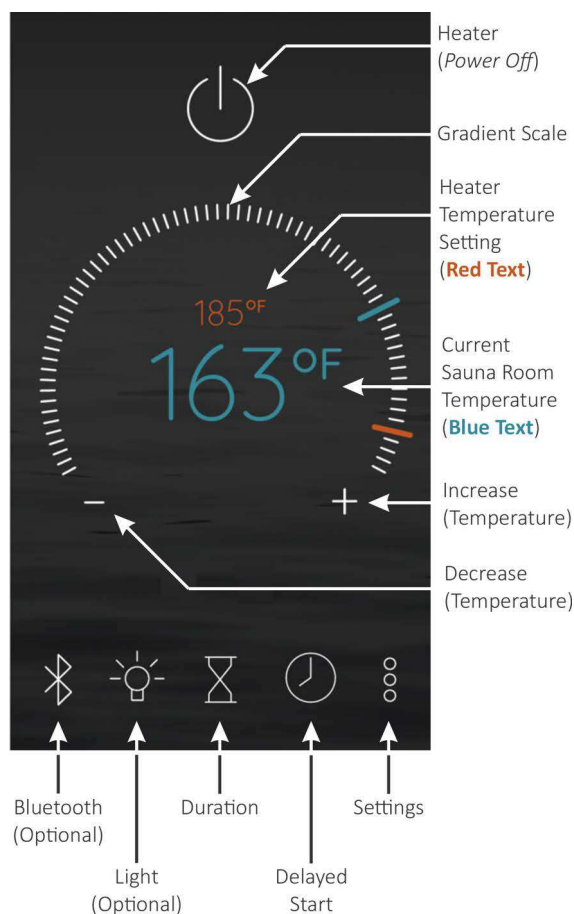 Heater
(Power Off)
Gradient Scale
Heater
Temperature
Setting
(Red Text)
185°F
163°F
Current
Sauna Room
Temperature
(Blue Text)
−
+
Increase
(Temperature)
Decrease
(Temperature)
Bluetooth
(Optional)
Duration
Settings
Light
(Optional)
Delayed
Start